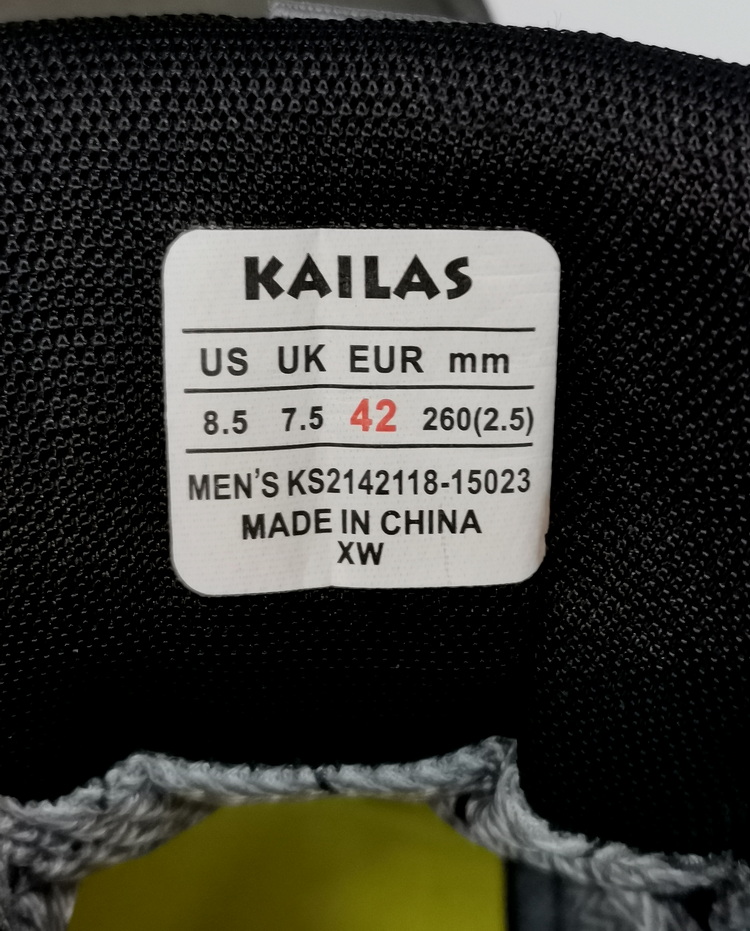 KAILAS
US UK EUR mm
8.5 7.5 42 260(2.5)
MEN'S KS2142118-15023
MADE IN CHINA
XW